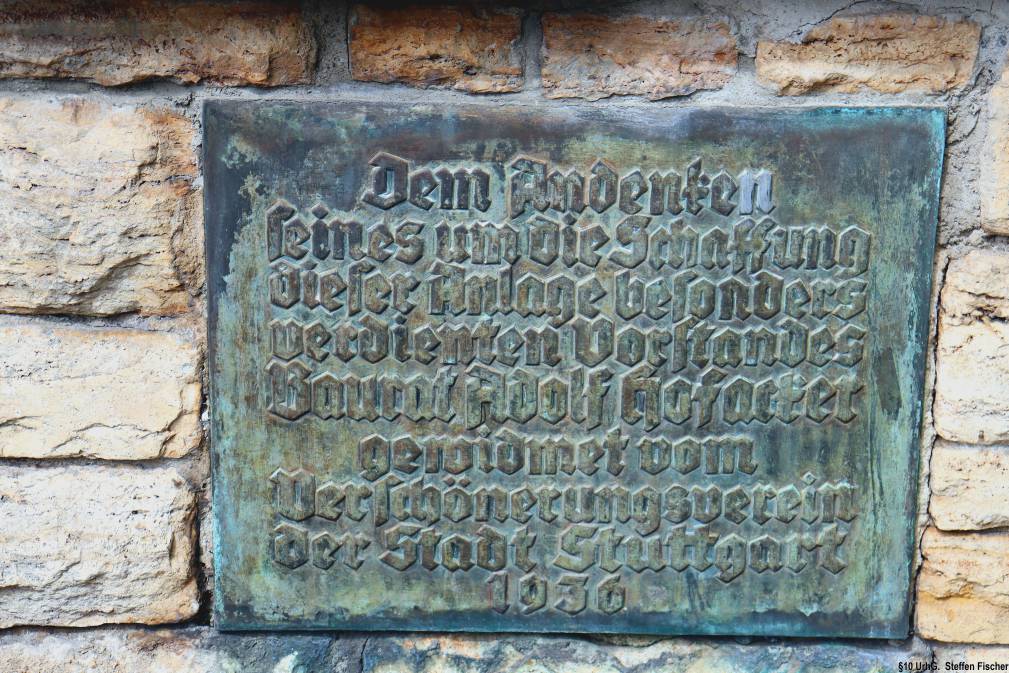 Dem Andenken
seines um die Schaffung
dieser Anlage besonders
verdienten Vorstandes
Baurat Adolf Hofacker
gewidmet vom
Verschönerungsverein
der Stadt Stuttgart
1936
§10 UrhG. Steffen Fischer